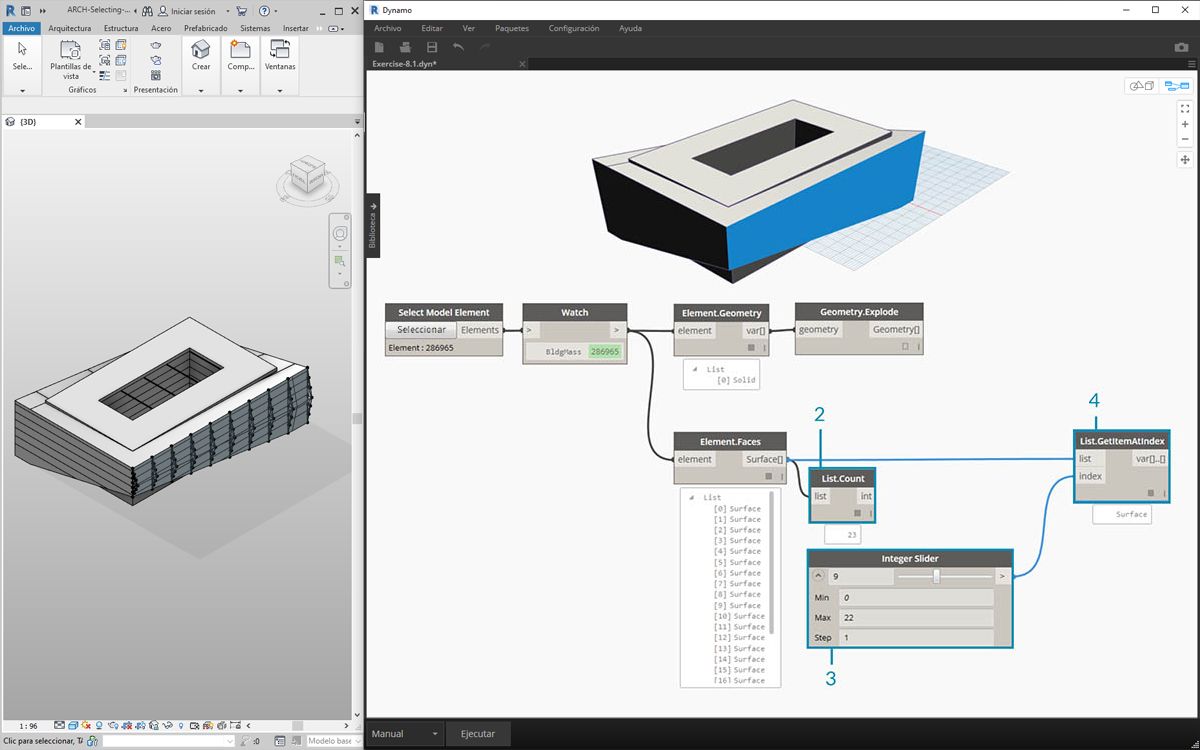 ARCH-Selecting-...
Iniciar sesión
Archivo Arquitectura Estructura Acero Prefabricado Sistemas Insertar
Sele... Plantillas de vista Crear Comp... Ventanas
Gráficos Presentación
{3D}
1 : 96
Clic para seleccionar, TA :0 Modelo base
Dynamo
Archivo Editar Ver Paquetes Configuración Ayuda
Exercise-8.1.dyn*
Biblioteca
Select Model Element
Seleccionar Elements
Element : 286965
Watch
> >
BldgMass 286965
Element.Geometry
element var[]
List
[0] Solid
Geometry.Explode
geometry Geometry[]
Element.Faces
element Surface[]
List
[0] Surface
[1] Surface
[2] Surface
[3] Surface
[4] Surface
[5] Surface
[6] Surface
[7] Surface
[8] Surface
[9] Surface
[10] Surface
[11] Surface
[12] Surface
[13] Surface
[14] Surface
[15] Surface
[16] Surface
2
List.Count
list int
23
Integer Slider
9 >
Min 0
Max 22
Step 1
3
4
List.GetItemAtIndex
list var[]..[]
index
Surface
Manual Ejecutar